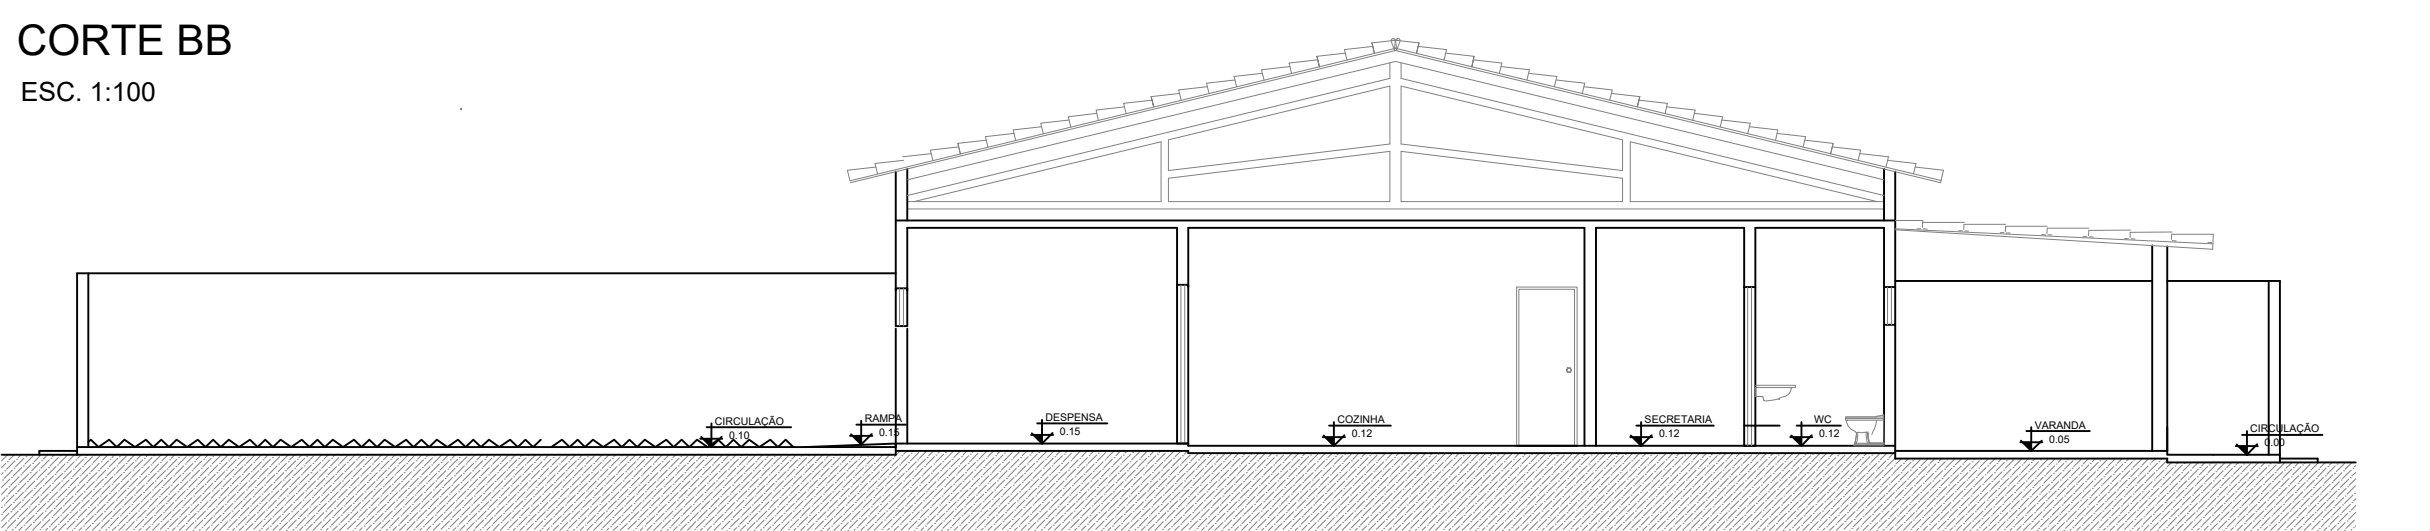 CORTE BB
ESC. 1:100
CIRCULAÇÃO
0.10
RAMPA
0.15
DESPENSA
0.15
COZINHA
0.12
SECRETARIA
0.12
WC
0.12
VARANDA
0.05
CIRCULAÇÃO
0.00